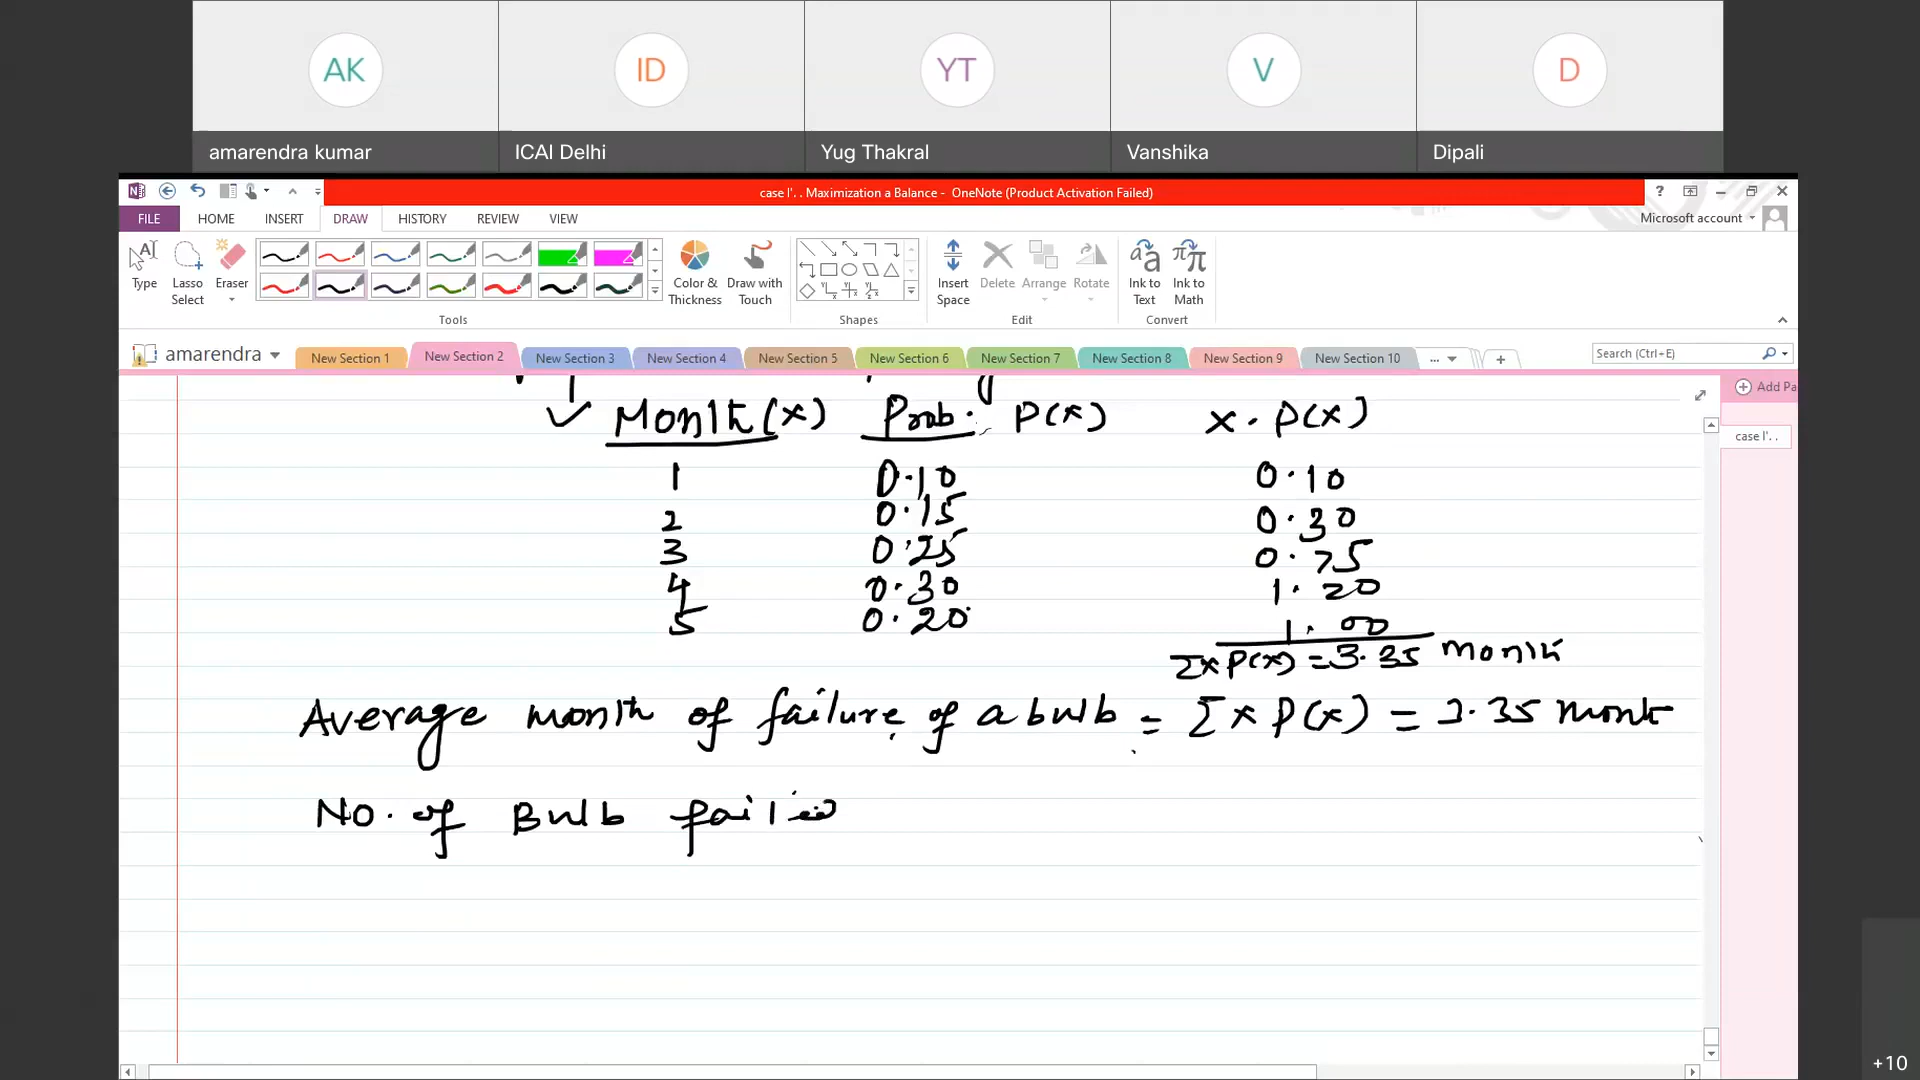 AK ID YT V D
amarendra kumar ICAI Delhi Yug Thakral Vanshika Dipali
case I'. . Maximization a Balance - OneNote (Product Activation Failed) ?
FILE HOME INSERT DRAW HISTORY REVIEW VIEW Microsoft account
Type Lasso Select Eraser Color & Thickness Draw with Touch Insert Space Delete Arrange Rotate Ink to Text Ink to Math
Tools Shapes Edit Convert
amarendra New Section 1 New Section 2 New Section 3 New Section 4 New Section 5 New Section 6 New Section 7 New Section 8 New Section 9 New Section 10 ... + Search (Ctrl+E)
Add Pa
case I'. .
✓ Month (x) Prob. P(x) x . P(x)
1 0.10 0.10
2 0.15 0.30
3 0.25 0.75
4 0.30 1.20
5 0.20 1.00
Σx P(x) = 3.35 month
Average month of failure of a bulb = Σ x P(x) = 3.35 mont
No. of Bulb
+10